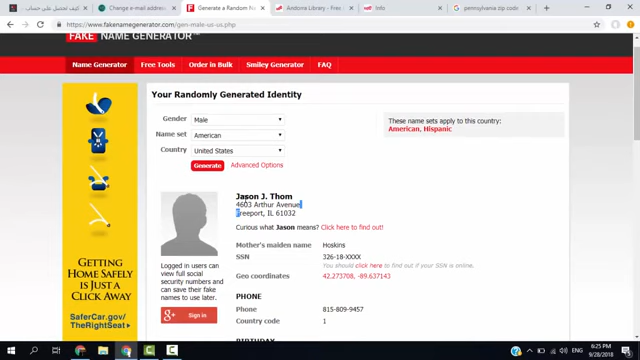 كيف تحتيل علي حساب
Change e-mail address
Generate a Random Na
Andorra Library - Free
Info
pennsylvania zip code
https://www.fakenamegenerator.com/gen-male-us-us.php
FAKE NAME GENERATOR
Name Generator Free Tools Order in Bulk Smiley Generator FAQ
Your Randomly Generated Identity
Gender Male
Name set American
Country United States
Generate Advanced Options
These name sets apply to this country:
American, Hispanic
Jason J. Thom
4603 Arthur Avenue
Freeport, IL 61032
Curious what Jason means? Click here to find out!
Mother's maiden name Hoskins
SSN 326-18-XXXX
You should click here to find out if your SSN is online.
Geo coordinates 42.273708, -89.637143
PHONE
Phone 815-809-9457
Country code 1
Logged in users can
view full social
security numbers and
can save their fake
names to use later.
Sign in
GETTING
HOME SAFELY
IS JUST A CLICK
AWAY
SaferCar.gov/
TheRightSeat
ENG
6:25 PM
9/28/2018